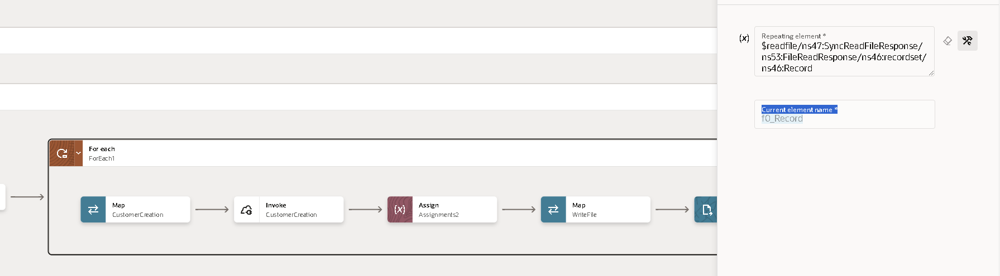 (x)
Repeating element *
$readfile/ns47:SyncReadFileResponse/
ns53:FileReadResponse/ns46:recordset/
ns46:Record
Current element name *
f0_Record
For each
ForEach1
Map
CustomerCreation
Invoke
CustomerCreation
(x)
Assign
Assignments2
Map
WriteFile